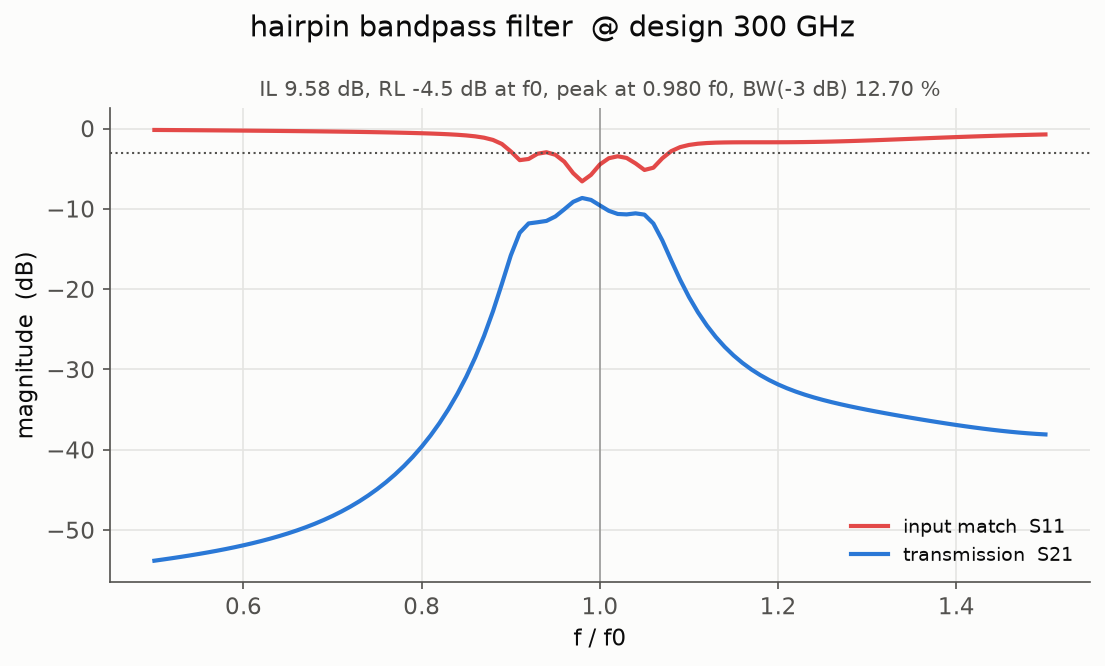 hairpin bandpass filter  @ design 300 GHz
IL 9.58 dB, RL -4.5 dB at f0, peak at 0.980 f0, BW(-3 dB) 12.70 %
magnitude  (dB)
0
−10
−20
−30
−40
−50
input match  S11
transmission  S21
0.6
0.8
1.0
1.2
1.4
f / f0